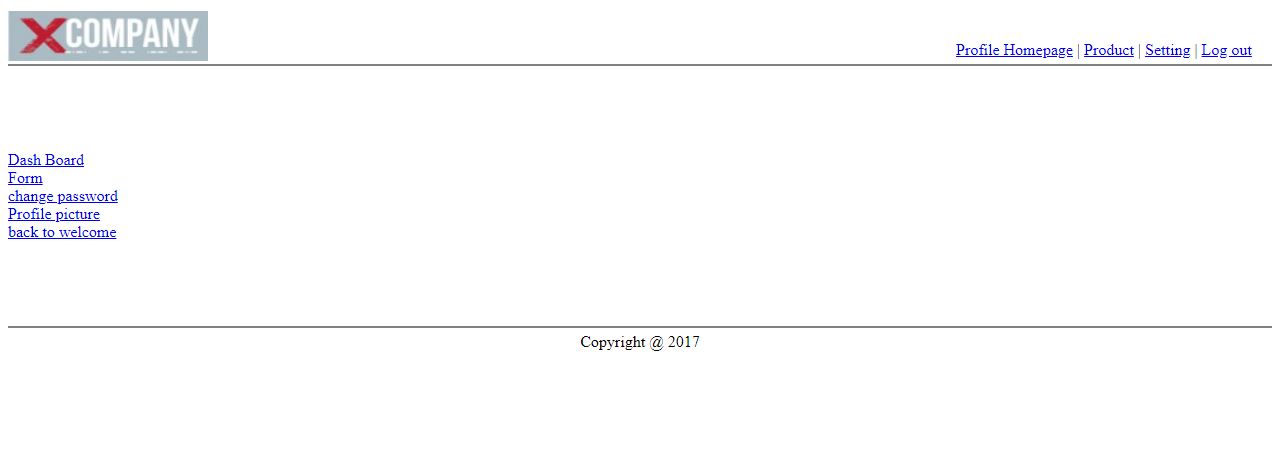 XCOMPANY
Profile Homepage | Product | Setting | Log out
Dash Board
Form
change password
Profile picture
back to welcome
Copyright @ 2017